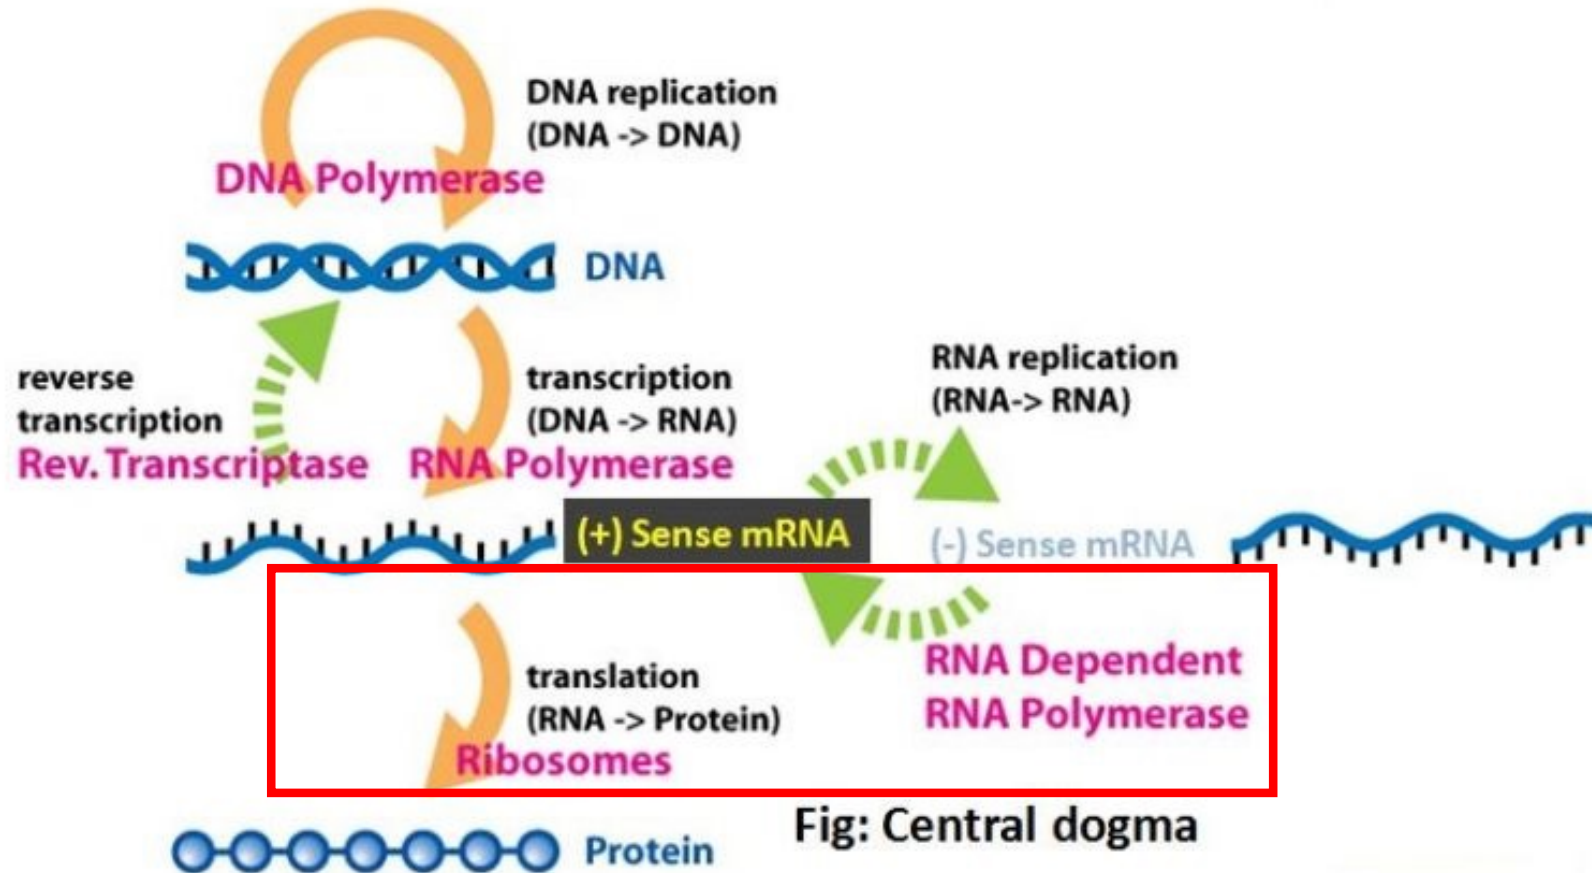 DNA replication
(DNA -> DNA)
DNA Polymerase
DNA
reverse
transcription
Rev. Transcriptase
transcription
(DNA -> RNA)
RNA Polymerase
RNA replication
(RNA-> RNA)
(+) Sense mRNA
(-) Sense mRNA
translation
(RNA -> Protein)
Ribosomes
RNA Dependent
RNA Polymerase
Protein
Fig: Central dogma